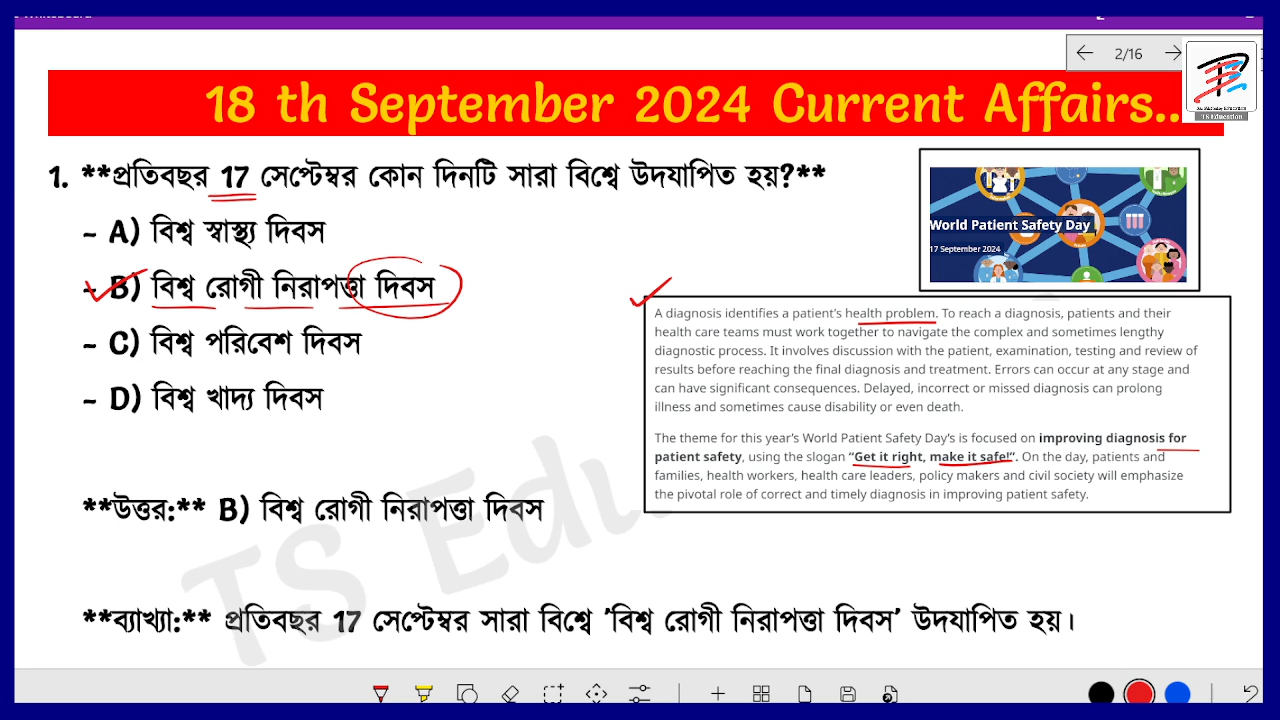 2/16
TS Education
18 th September 2024 Current Affairs..
1. **প্রতিবছর 17 সেপ্টেম্বর কোন দিনটি সারা বিশ্বে উদযাপিত হয়?**
- A) বিশ্ব স্বাস্থ্য দিবস
- B) বিশ্ব রোগী নিরাপত্তা দিবস
- C) বিশ্ব পরিবেশ দিবস
- D) বিশ্ব খাদ্য দিবস
World Patient Safety Day
17 September 2024
A diagnosis identifies a patient's health problem. To reach a diagnosis, patients and their
health care teams must work together to navigate the complex and sometimes lengthy
diagnostic process. It involves discussion with the patient, examination, testing and review of
results before reaching the final diagnosis and treatment. Errors can occur at any stage and
can have significant consequences. Delayed, incorrect or missed diagnosis can prolong
illness and sometimes cause disability or even death.
The theme for this year's World Patient Safety Day's is focused on improving diagnosis for
patient safety, using the slogan “Get it right, make it safe!”. On the day, patients and
families, health workers, health care leaders, policy makers and civil society will emphasize
the pivotal role of correct and timely diagnosis in improving patient safety.
**উত্তর:** B) বিশ্ব রোগী নিরাপত্তা দিবস
**ব্যাখ্যা:** প্রতিবছর 17 সেপ্টেম্বর সারা বিশ্বে 'বিশ্ব রোগী নিরাপত্তা দিবস' উদযাপিত হয়।
TS Edu